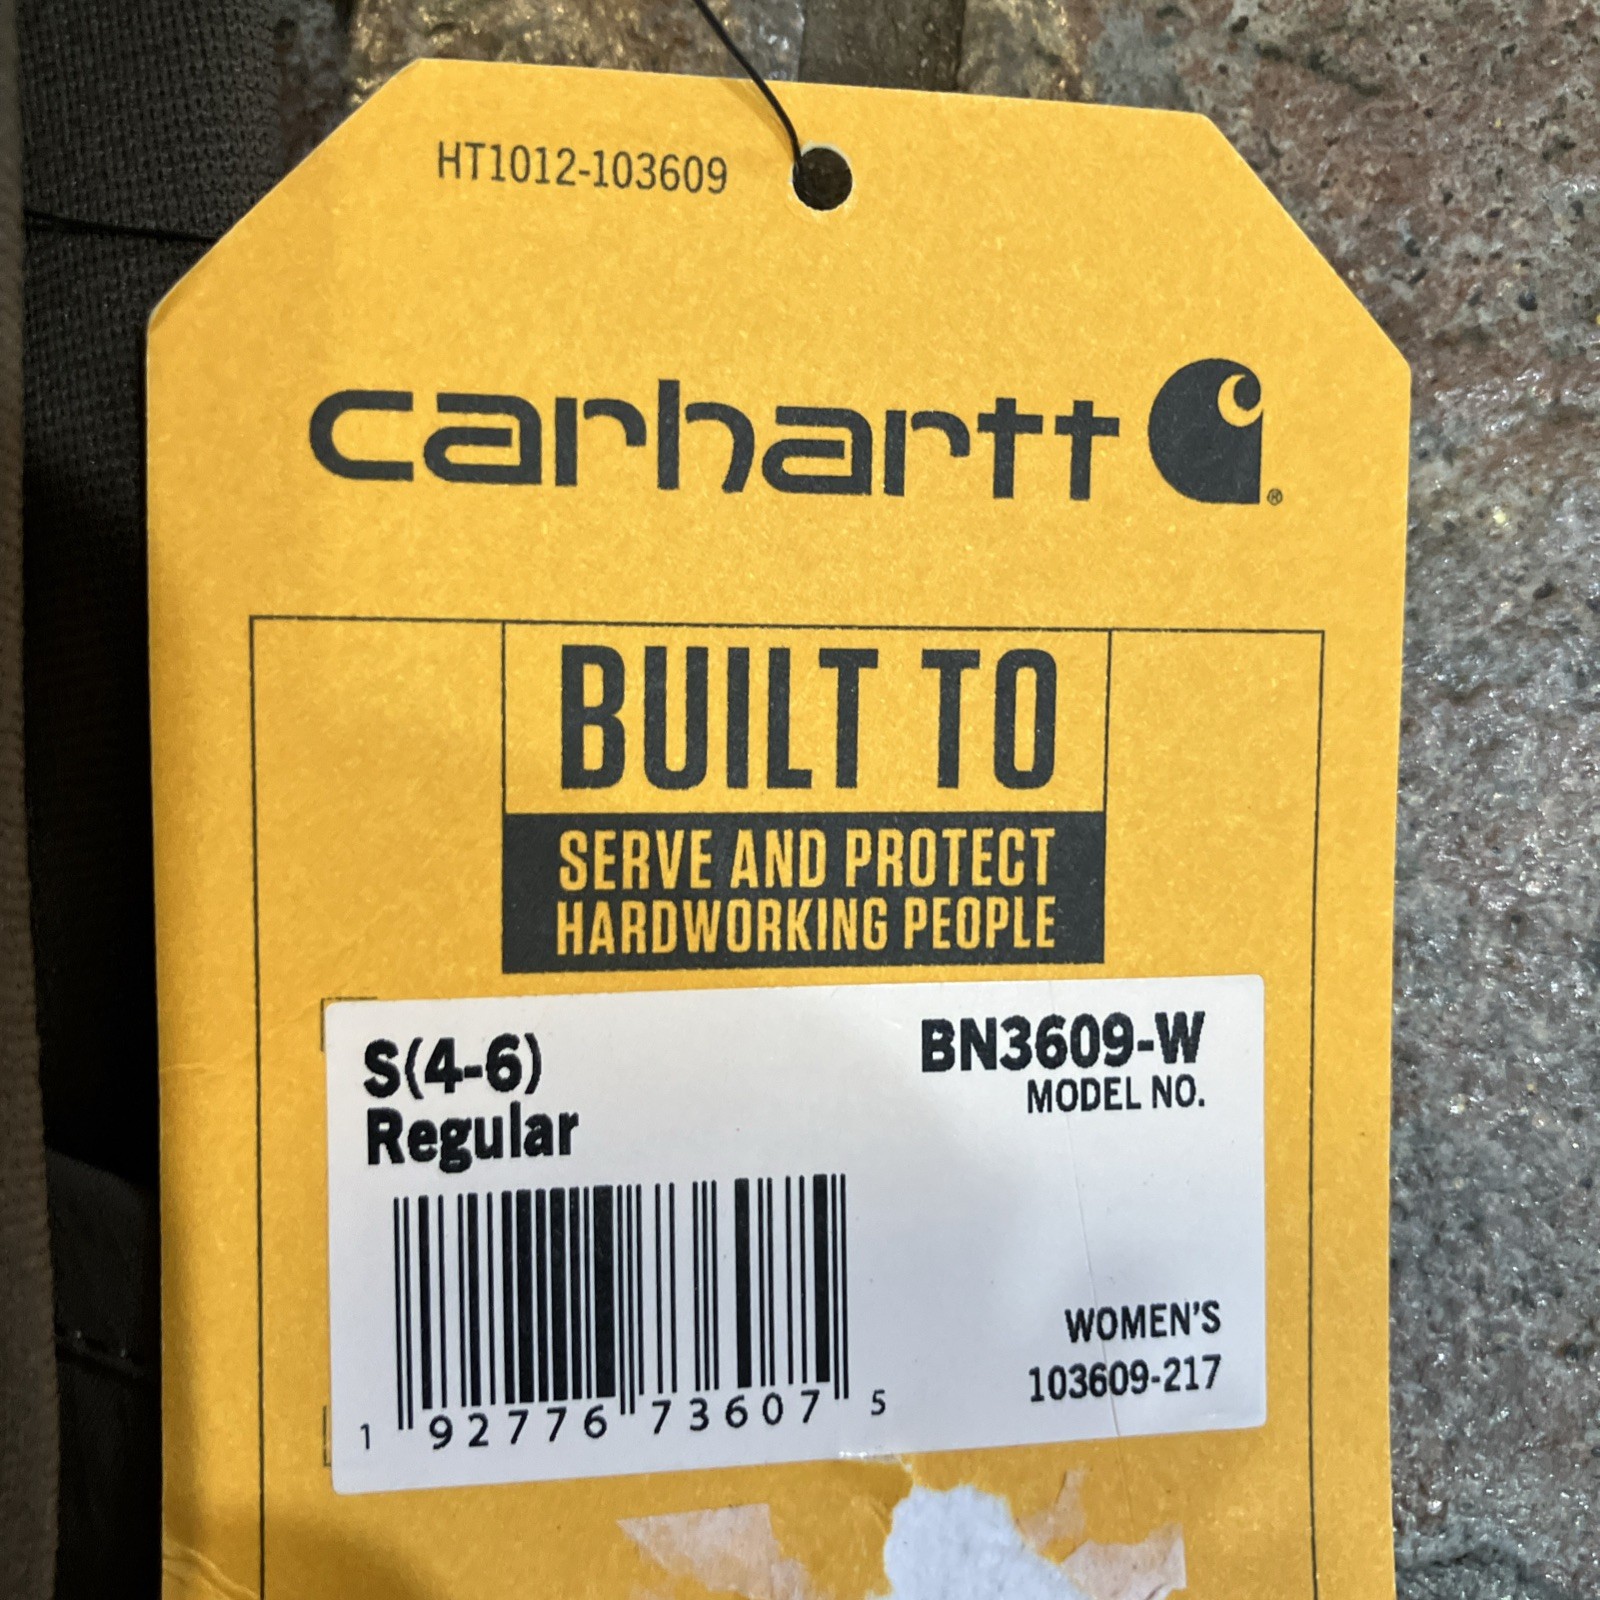 HT1012-103609
carhartt
®
BUILT TO
SERVE AND PROTECT
HARDWORKING PEOPLE
S(4-6)
Regular
BN3609-W
MODEL NO.
WOMEN'S
103609-217
1 92776 73607 5